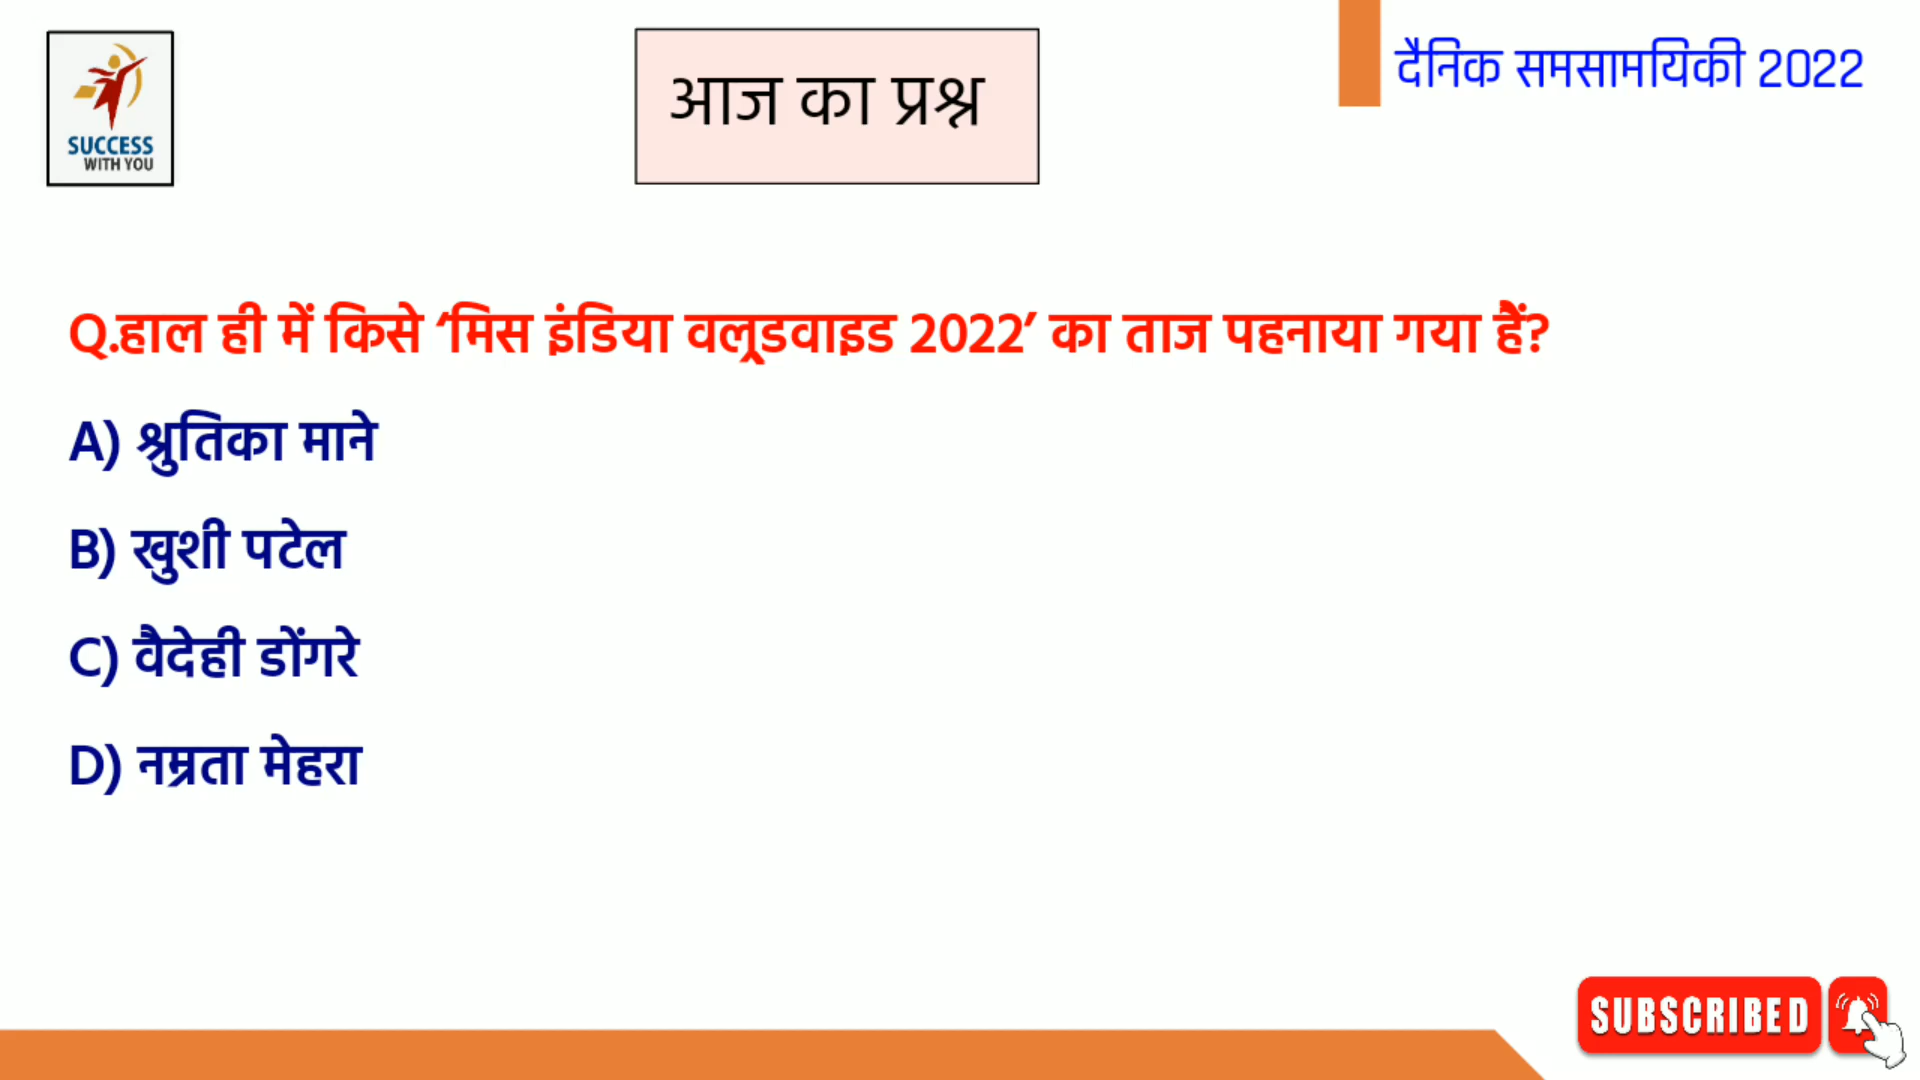 SUCCESS
WITH YOU
आज का प्रश्न
दैनिक समसामयिकी 2022
Q.हाल ही में किसे ‘मिस इंडिया वलूडवाइड 2022’ का ताज पहनाया गया हैं?
A) श्रुतिका माने
B) खुशी पटेल
C) वैदेही डोंगरे
D) नम्रता मेहरा
SUBSCRIBED